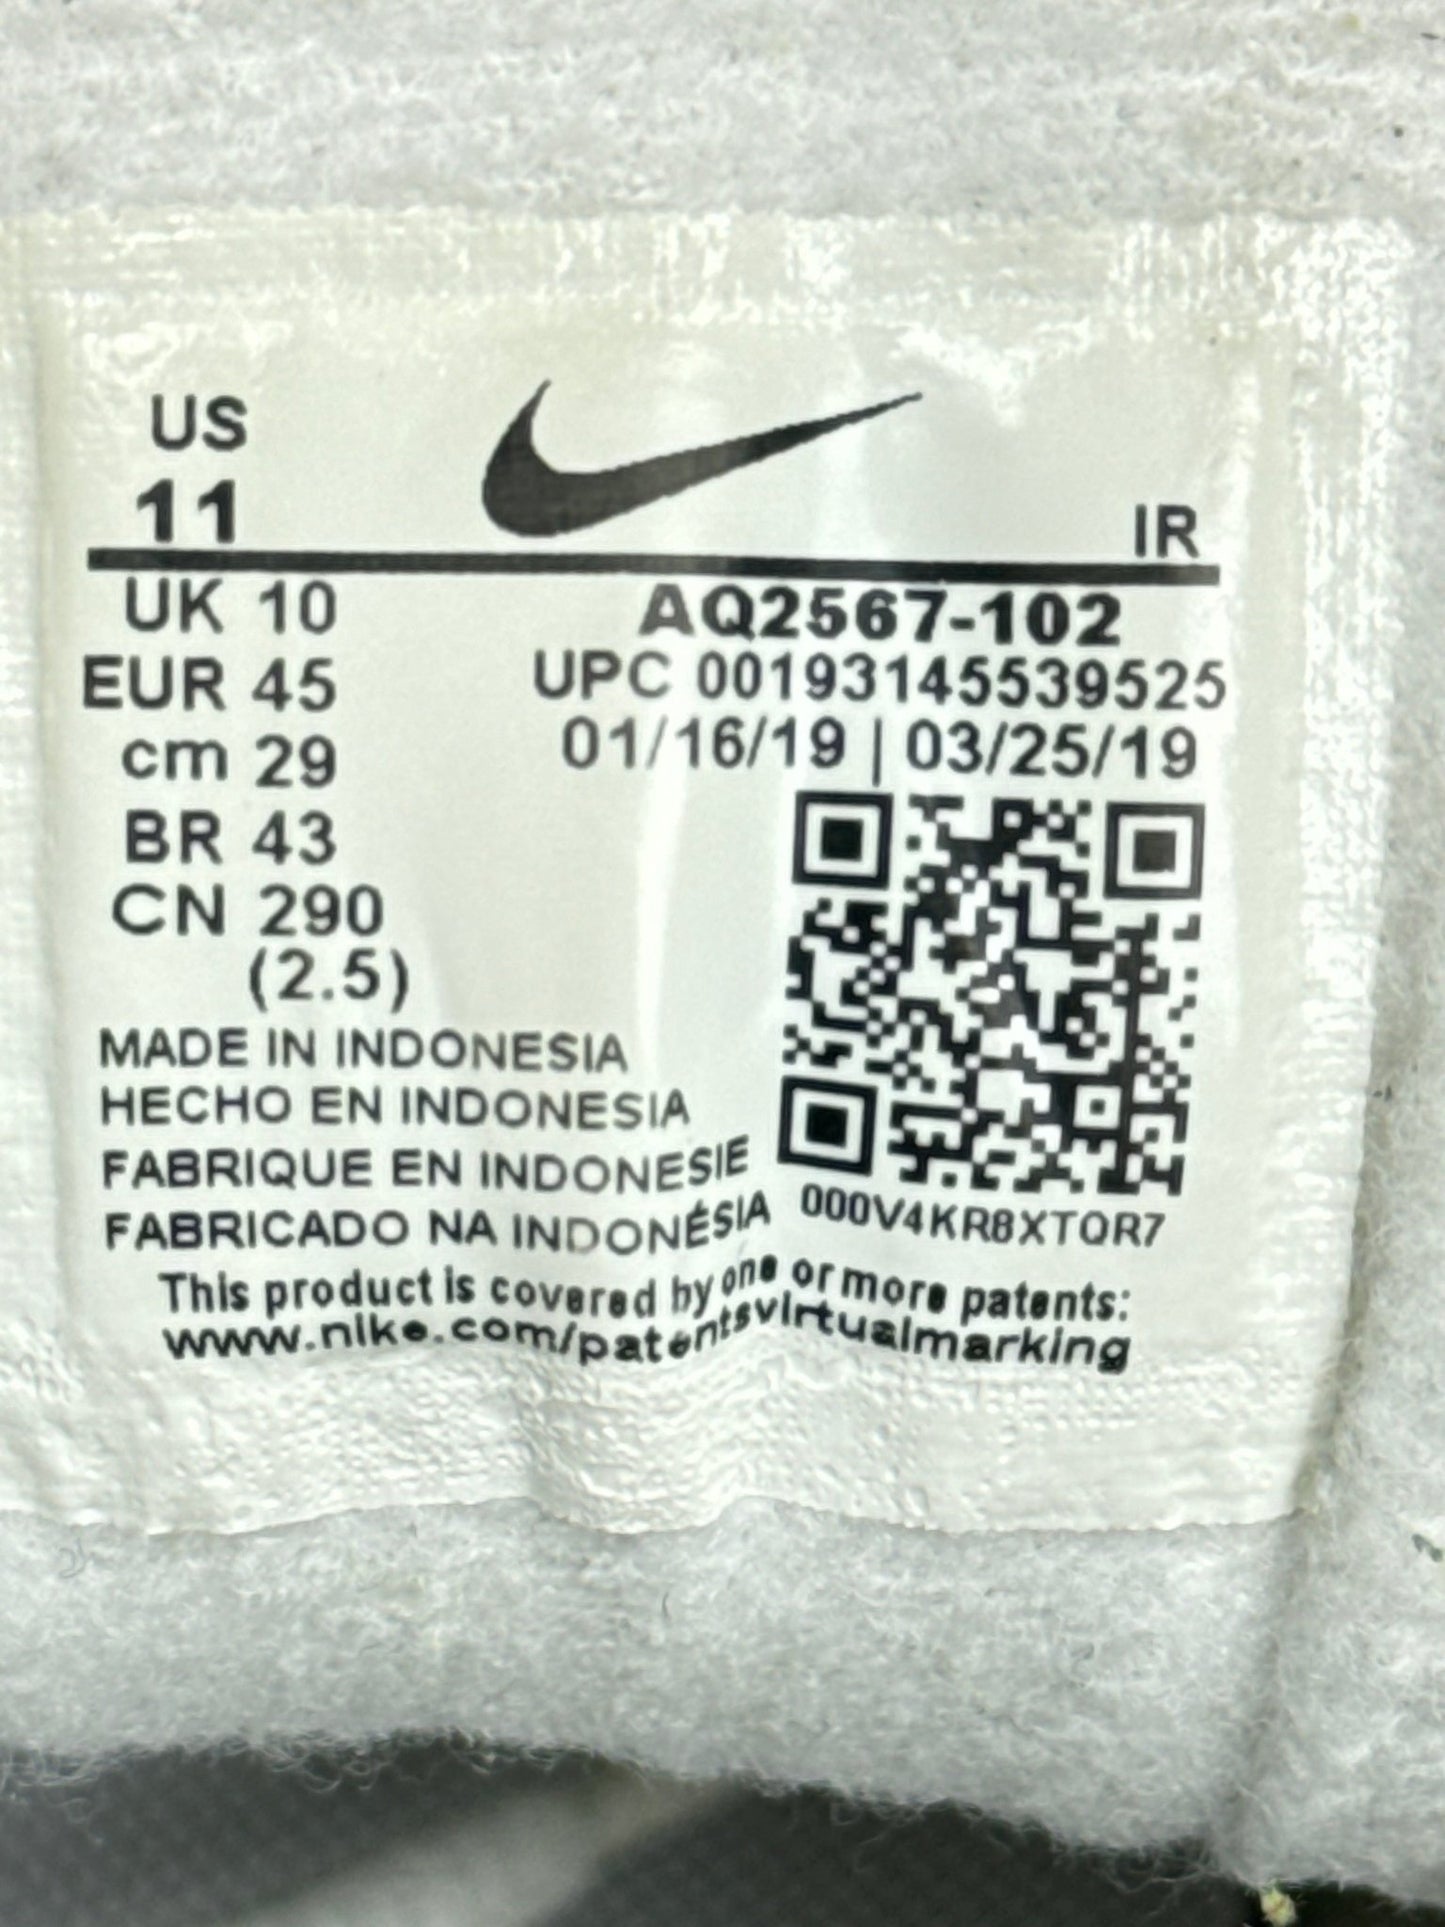 US
11
IR
UK 10
EUR 45
cm 29
BR 43
CN 290
(2.5)
AQ2567-102
UPC 00193145539525
01/16/19 | 03/25/19
MADE IN INDONESIA
HECHO EN INDONESIA
FABRIQUE EN INDONESIE
FABRICADO NA INDONÉSIA
000V4KR8XTQR7
This product is covered by one or more patents:
www.nike.com/patentsvirtualmarking